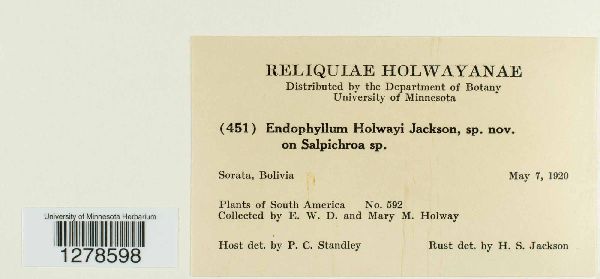 RELIQUIAE HOLWAYANAE
Distributed by the Department of Botany
University of Minnesota
(451) Endophyllum Holwayi Jackson, sp. nov.
on Salpichroa sp.
Sorata, Bolivia May 7, 1920
Plants of South America No. 592
Collected by E. W. D. and Mary M. Holway
Host det. by P. C. Standley Rust det. by H. S. Jackson
University of Minnesota Herbarium
1278598